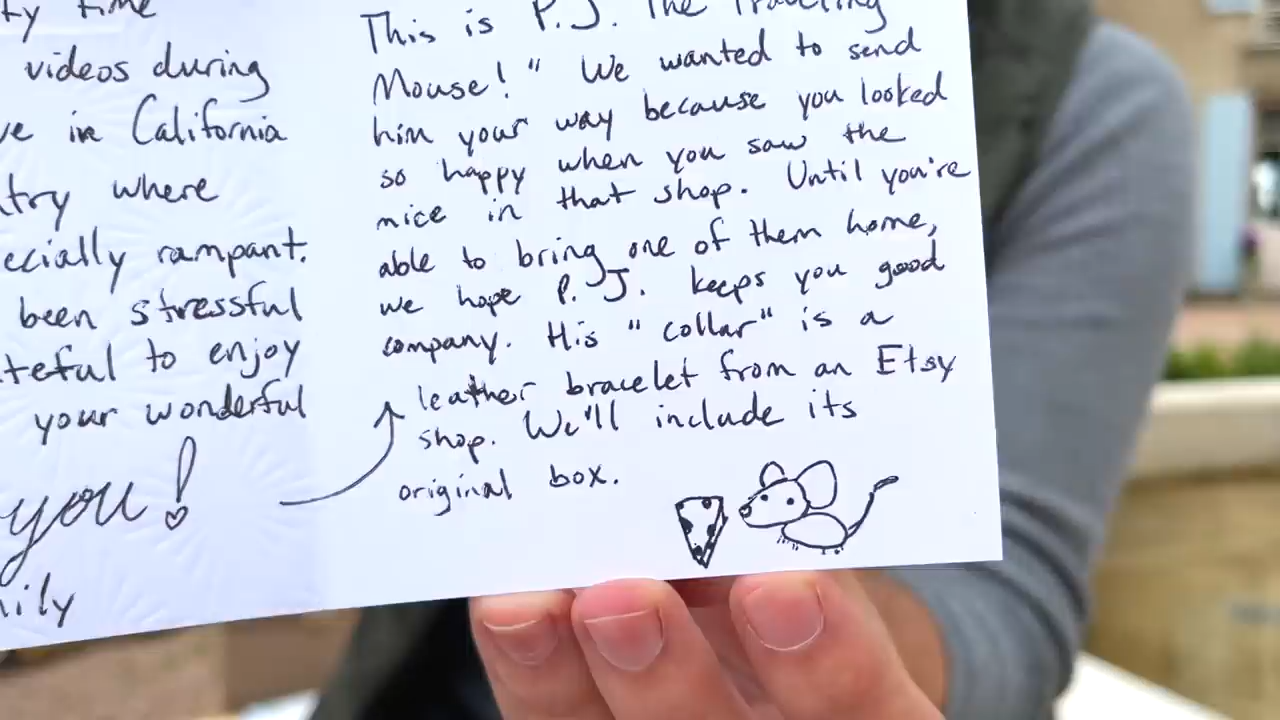 time
videos during
in California
where
rampant.
been stressful
to enjoy
your wonderful
you!
This is P.J. The Traveling
Mouse!" We wanted to send
him your way because you looked
so happy when you saw the
mice in that shop. Until you're
able to bring one of them home,
we hope P.J. keeps you good
company. His "collar" is a
leather bracelet from an Etsy
shop. We'll include its
original box.